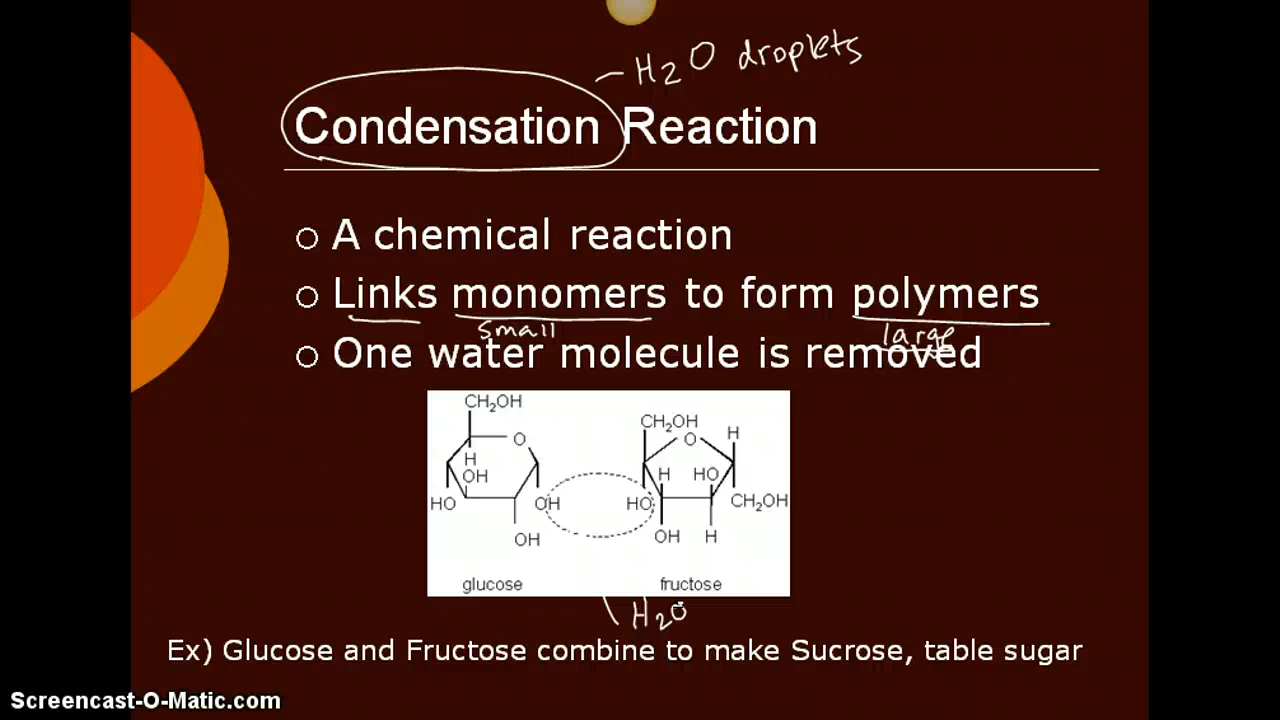 – H₂O droplets
Condensation Reaction
○ A chemical reaction
○ Links monomers to form polymers
small large
○ One water molecule is removed
CH₂OH CH₂OH
O O H
H
OH H HO
HO OH HO CH₂OH
OH OH H
glucose fructose
H₂O
Ex) Glucose and Fructose combine to make Sucrose, table sugar
Screencast-O-Matic.com